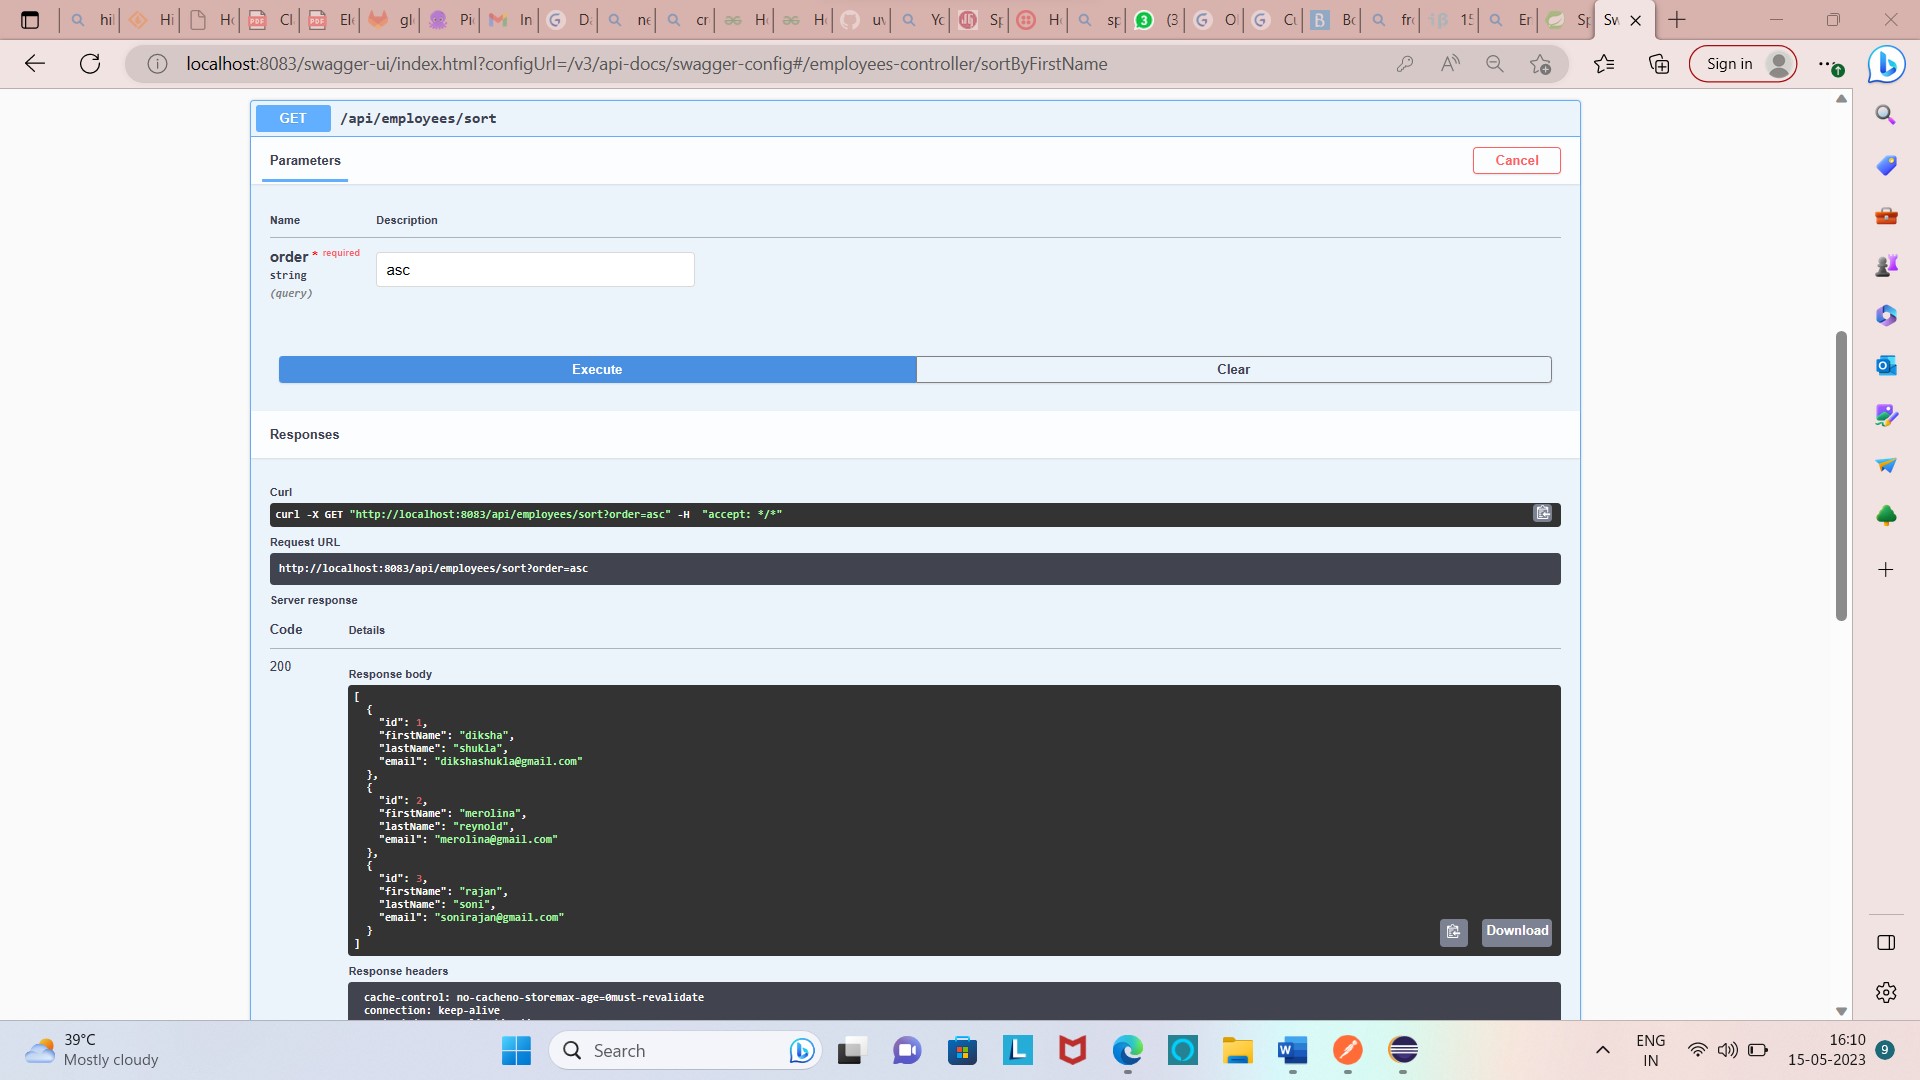 hil
Hi
Ho
Cl
El
gl
Pi
In
D
ne
cr
H
H
uv
Yo
Sp
H
sp
(3
O
Cu
Bo
fr
15
Er
Sp
Sw
localhost:8083/swagger-ui/index.html?configUrl=/v3/api-docs/swagger-config#/employees-controller/sortByFirstName
Sign in
GET /api/employees/sort
Parameters
Cancel
Name Description
order * required
string
(query)
asc
Execute
Clear
Responses
Curl
curl -X GET "http://localhost:8083/api/employees/sort?order=asc" -H  "accept: */*"
Request URL
http://localhost:8083/api/employees/sort?order=asc
Server response
Code Details
200
Response body
[
  {
    "id": 1,
    "firstName": "diksha",
    "lastName": "shukla",
    "email": "dikshashukla@gmail.com"
  },
  {
    "id": 2,
    "firstName": "merolina",
    "lastName": "reynold",
    "email": "merolina@gmail.com"
  },
  {
    "id": 3,
    "firstName": "rajan",
    "lastName": "soni",
    "email": "sonirajan@gmail.com"
  }
]
Download
Response headers
cache-control: no-cacheno-storemax-age=0must-revalidate
connection: keep-alive
39°C
Mostly cloudy
Search
ENG
IN
16:10
15-05-2023
9